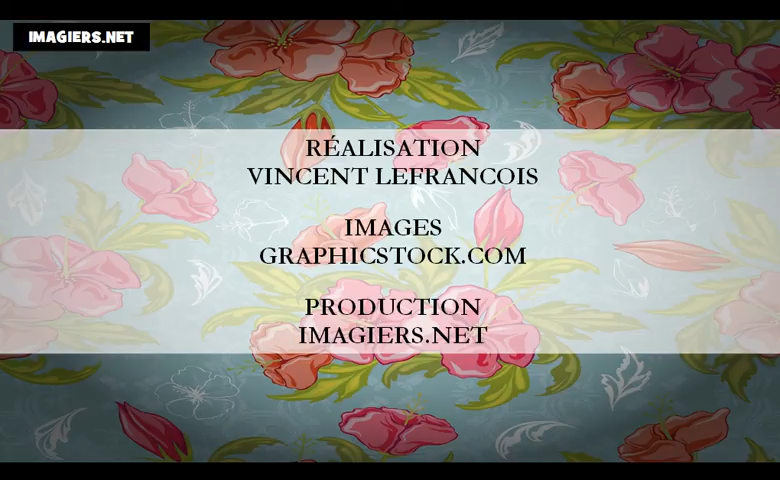 IMAGIERS.NET
RÉALISATION
VINCENT LEFRANCOIS
IMAGES
GRAPHICSTOCK.COM
PRODUCTION
IMAGIERS.NET